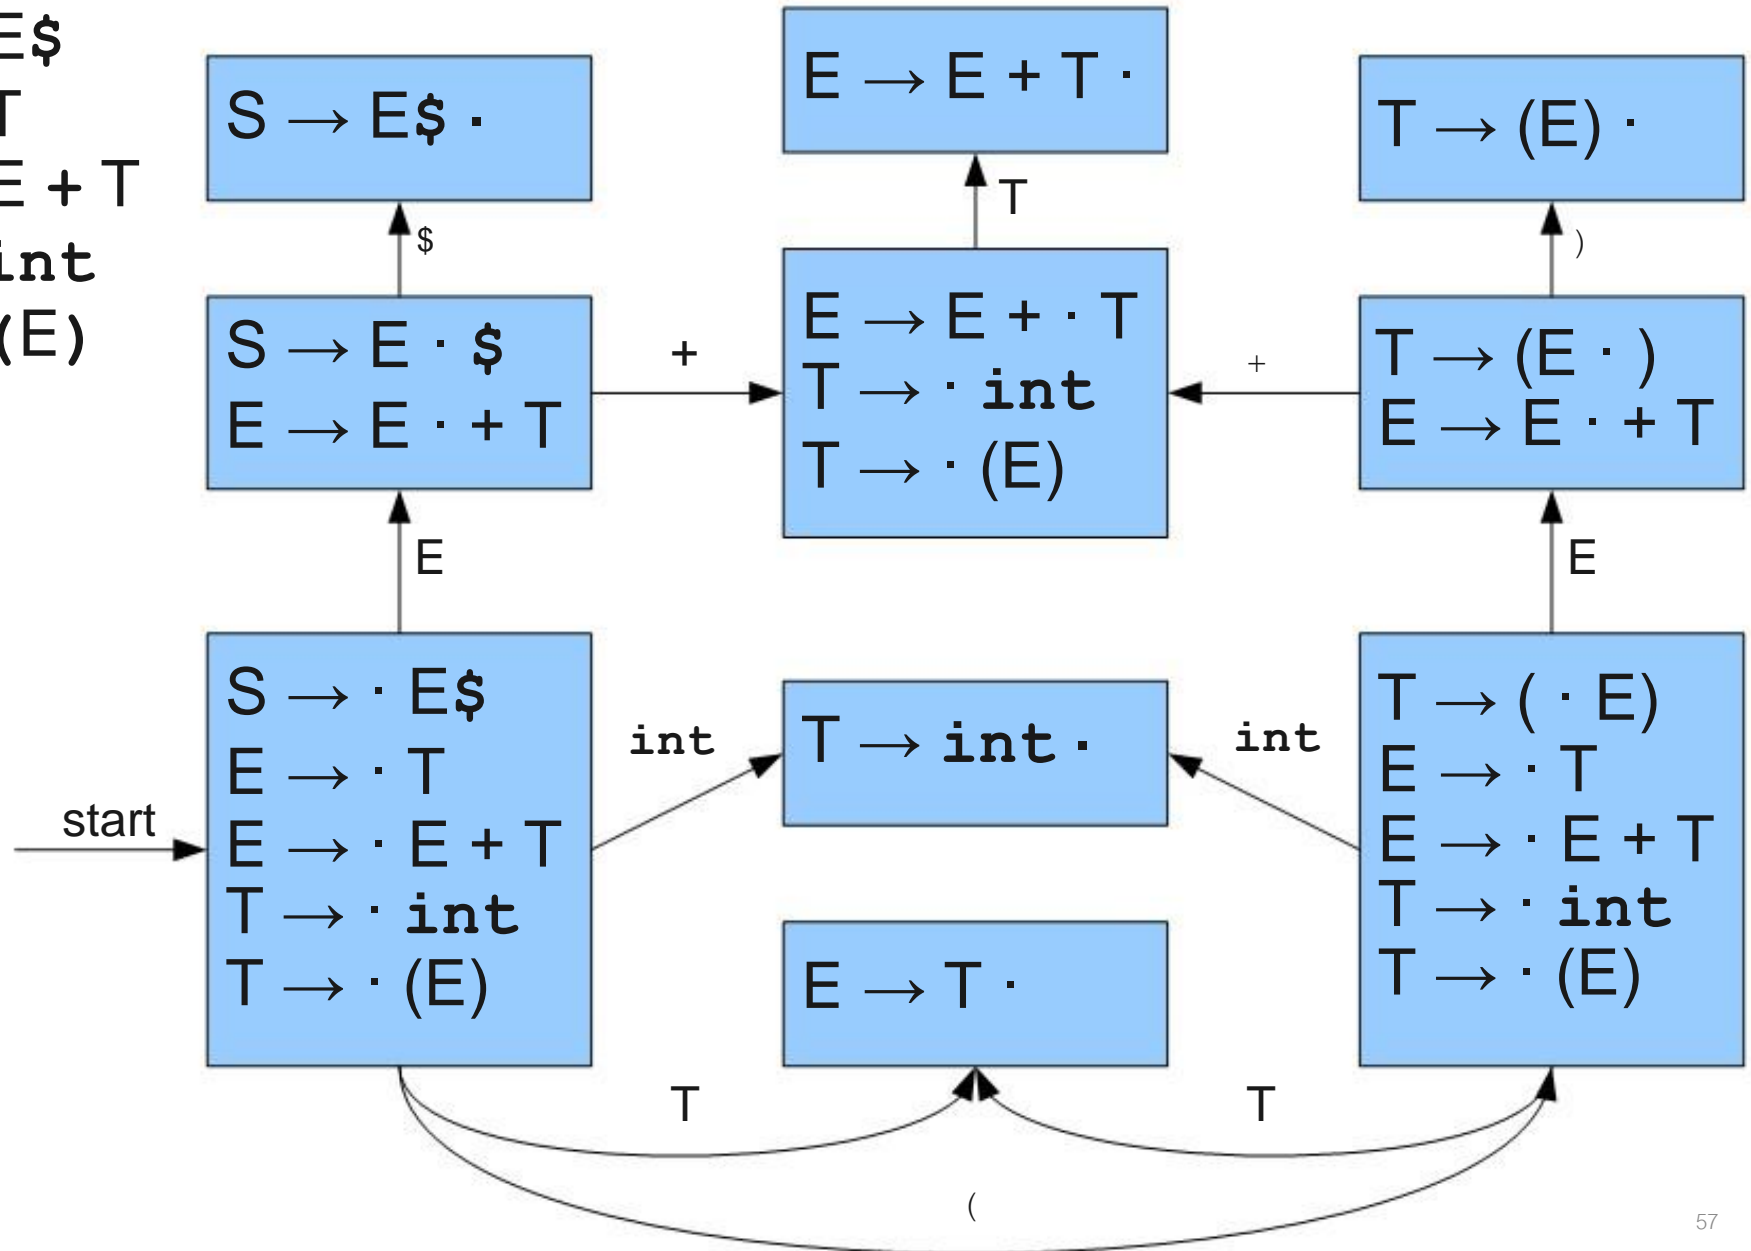 E$
T
E + T
int
(E)
S → E$ ·
E → E + T ·
T → (E) ·
$
T
)
S → E · $
E → E · + T
+
E → E + · T
T → · int
T → · (E)
+
T → (E · )
E → E · + T
E
E
start
S → · E$
E → · T
E → · E + T
T → · int
T → · (E)
int
T → int ·
int
E → T ·
T → ( · E)
E → · T
E → · E + T
T → · int
T → · (E)
T
T
(
57